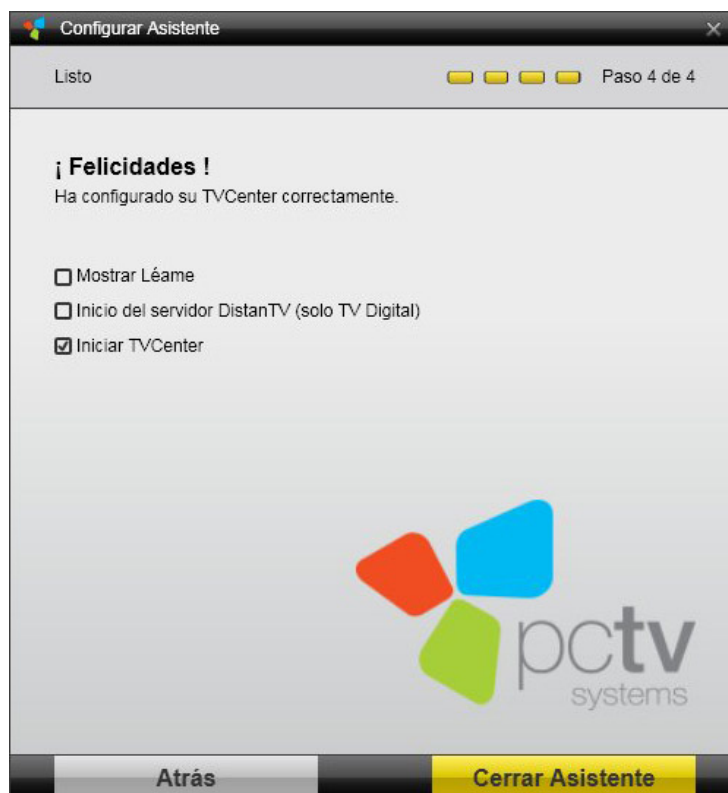 Configurar Asistente
Listo
Paso 4 de 4
¡ Felicidades !
Ha configurado su TVCenter correctamente.
Mostrar Léame
Inicio del servidor DistanTV (solo TV Digital)
Iniciar TVCenter
pctv
systems
Atrás
Cerrar Asistente